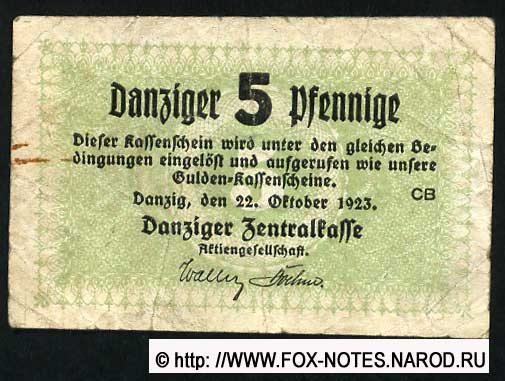 Danziger 5 Pfennige
Dieser Kassenschein wird unter den gleichen Be-
dingungen eingelöst und aufgerufen wie unsere
Gulden-Kassenscheine.
CB
Danzig, den 22. Oktober 1923.
Danziger Zentralkasse
Aktiengesellschaft.
© http: //WWW.FOX-NOTES.NAROD.RU